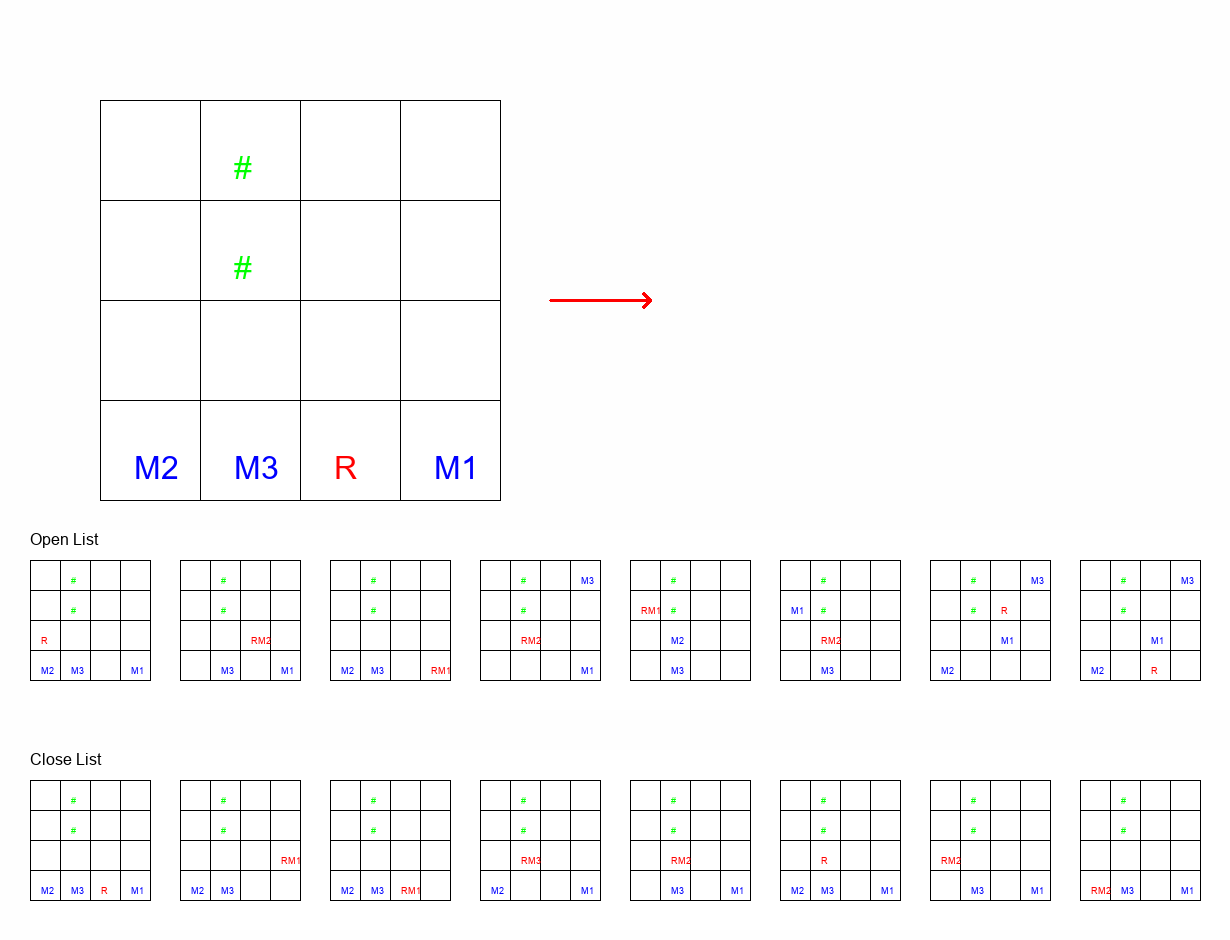 #
#
M2 M3 R M1
Open List
# # # # M3 # # # M3 # M3
# # # # RM1 # M1 # # R #
R RM2 RM2 M2 RM2 M1 M1
M2 M3 M1 M3 M1 M2 M3 RM1 M1 M3 M3 M2 M2 R
Close List
# # # # # # # #
# # # # # # # #
RM1 RM3 RM2 R RM2
M2 M3 R M1 M2 M3 M2 M3 RM1 M2 M1 M3 M1 M2 M3 M1 M3 M1 RM2 M3 M1